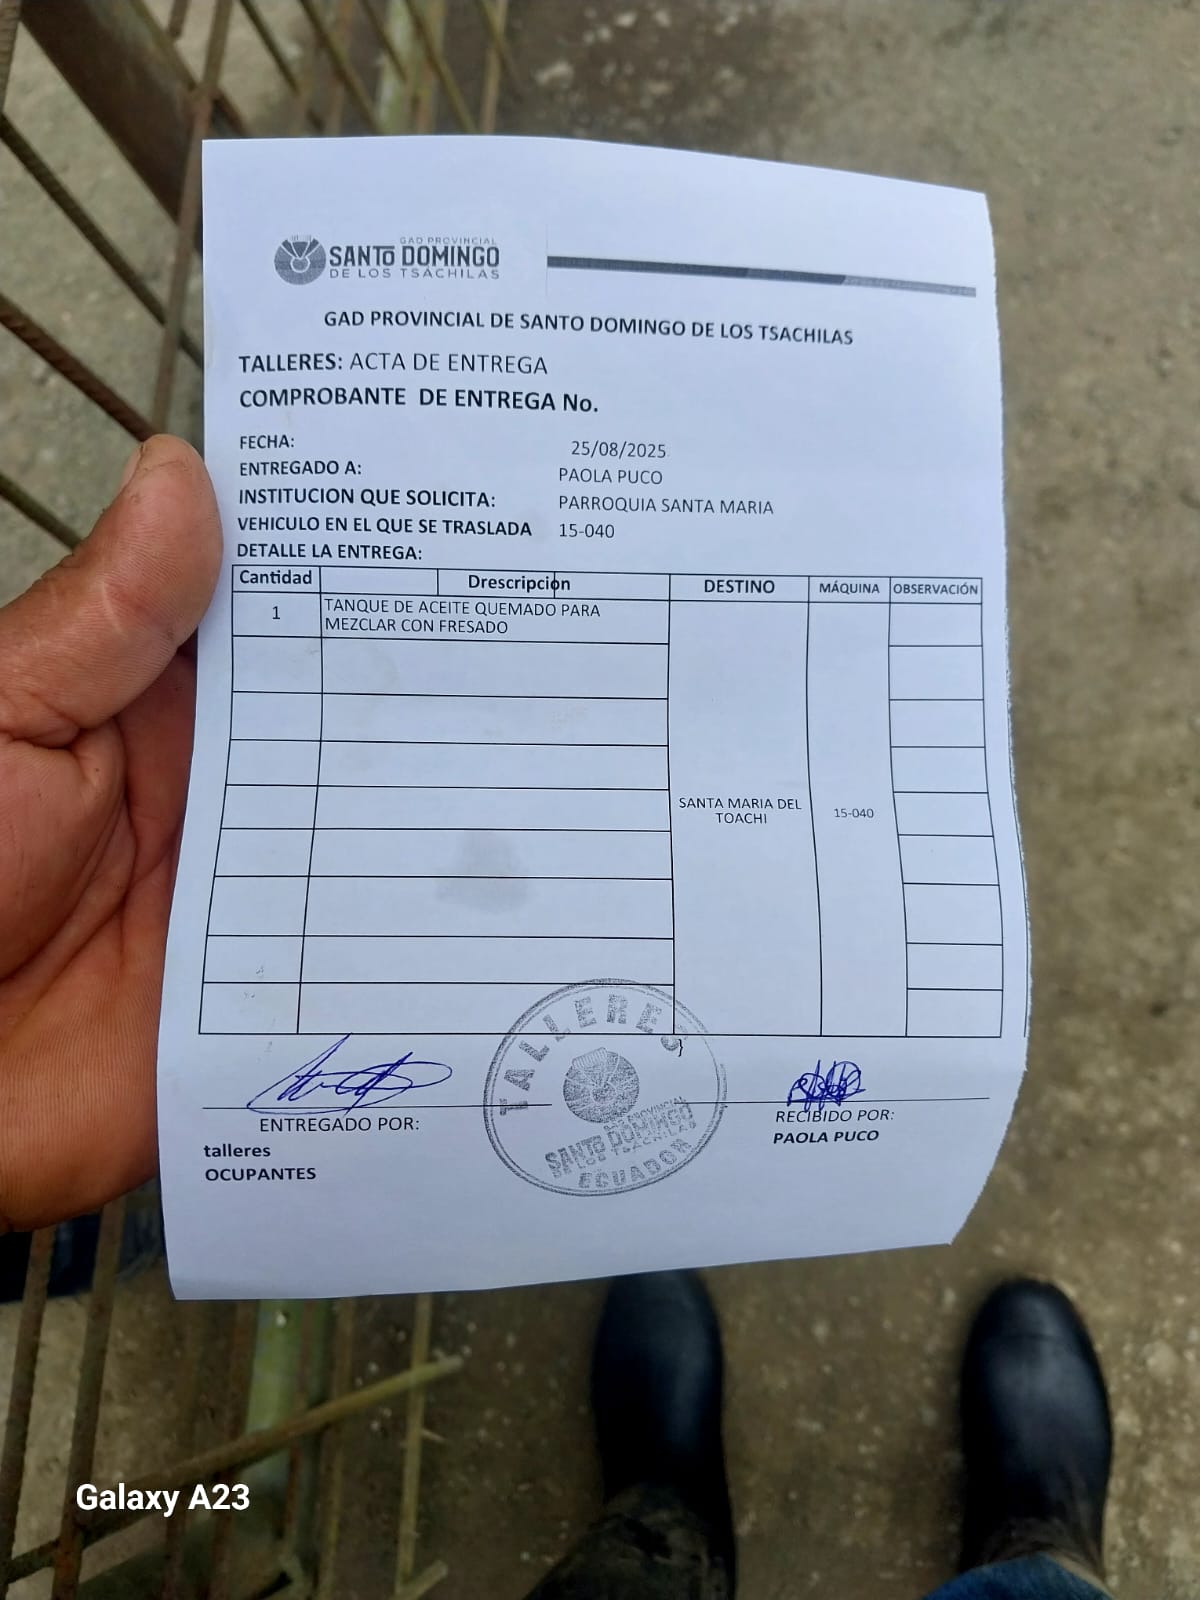 GAD PROVINCIAL
SANTO DOMINGO
DE LOS TSÁCHILAS
GAD PROVINCIAL DE SANTO DOMINGO DE LOS TSACHILAS
TALLERES: ACTA DE ENTREGA
COMPROBANTE DE ENTREGA No.
FECHA: 25/08/2025
ENTREGADO A: PAOLA PUCO
INSTITUCION QUE SOLICITA: PARROQUIA SANTA MARIA
VEHICULO EN EL QUE SE TRASLADA 15-040
DETALLE LA ENTREGA:
Cantidad Drescripción DESTINO MÁQUINA OBSERVACIÓN
1 TANQUE DE ACEITE QUEMADO PARA
MEZCLAR CON FRESADO
SANTA MARIA DEL
TOACHI
15-040
}
TALLERES
GAD PROVINCIAL
SANTO DOMINGO
DE LOS TSÁCHILAS
ECUADOR
ENTREGADO POR: RECIBIDO POR:
talleres PAOLA PUCO
OCUPANTES
Galaxy A23